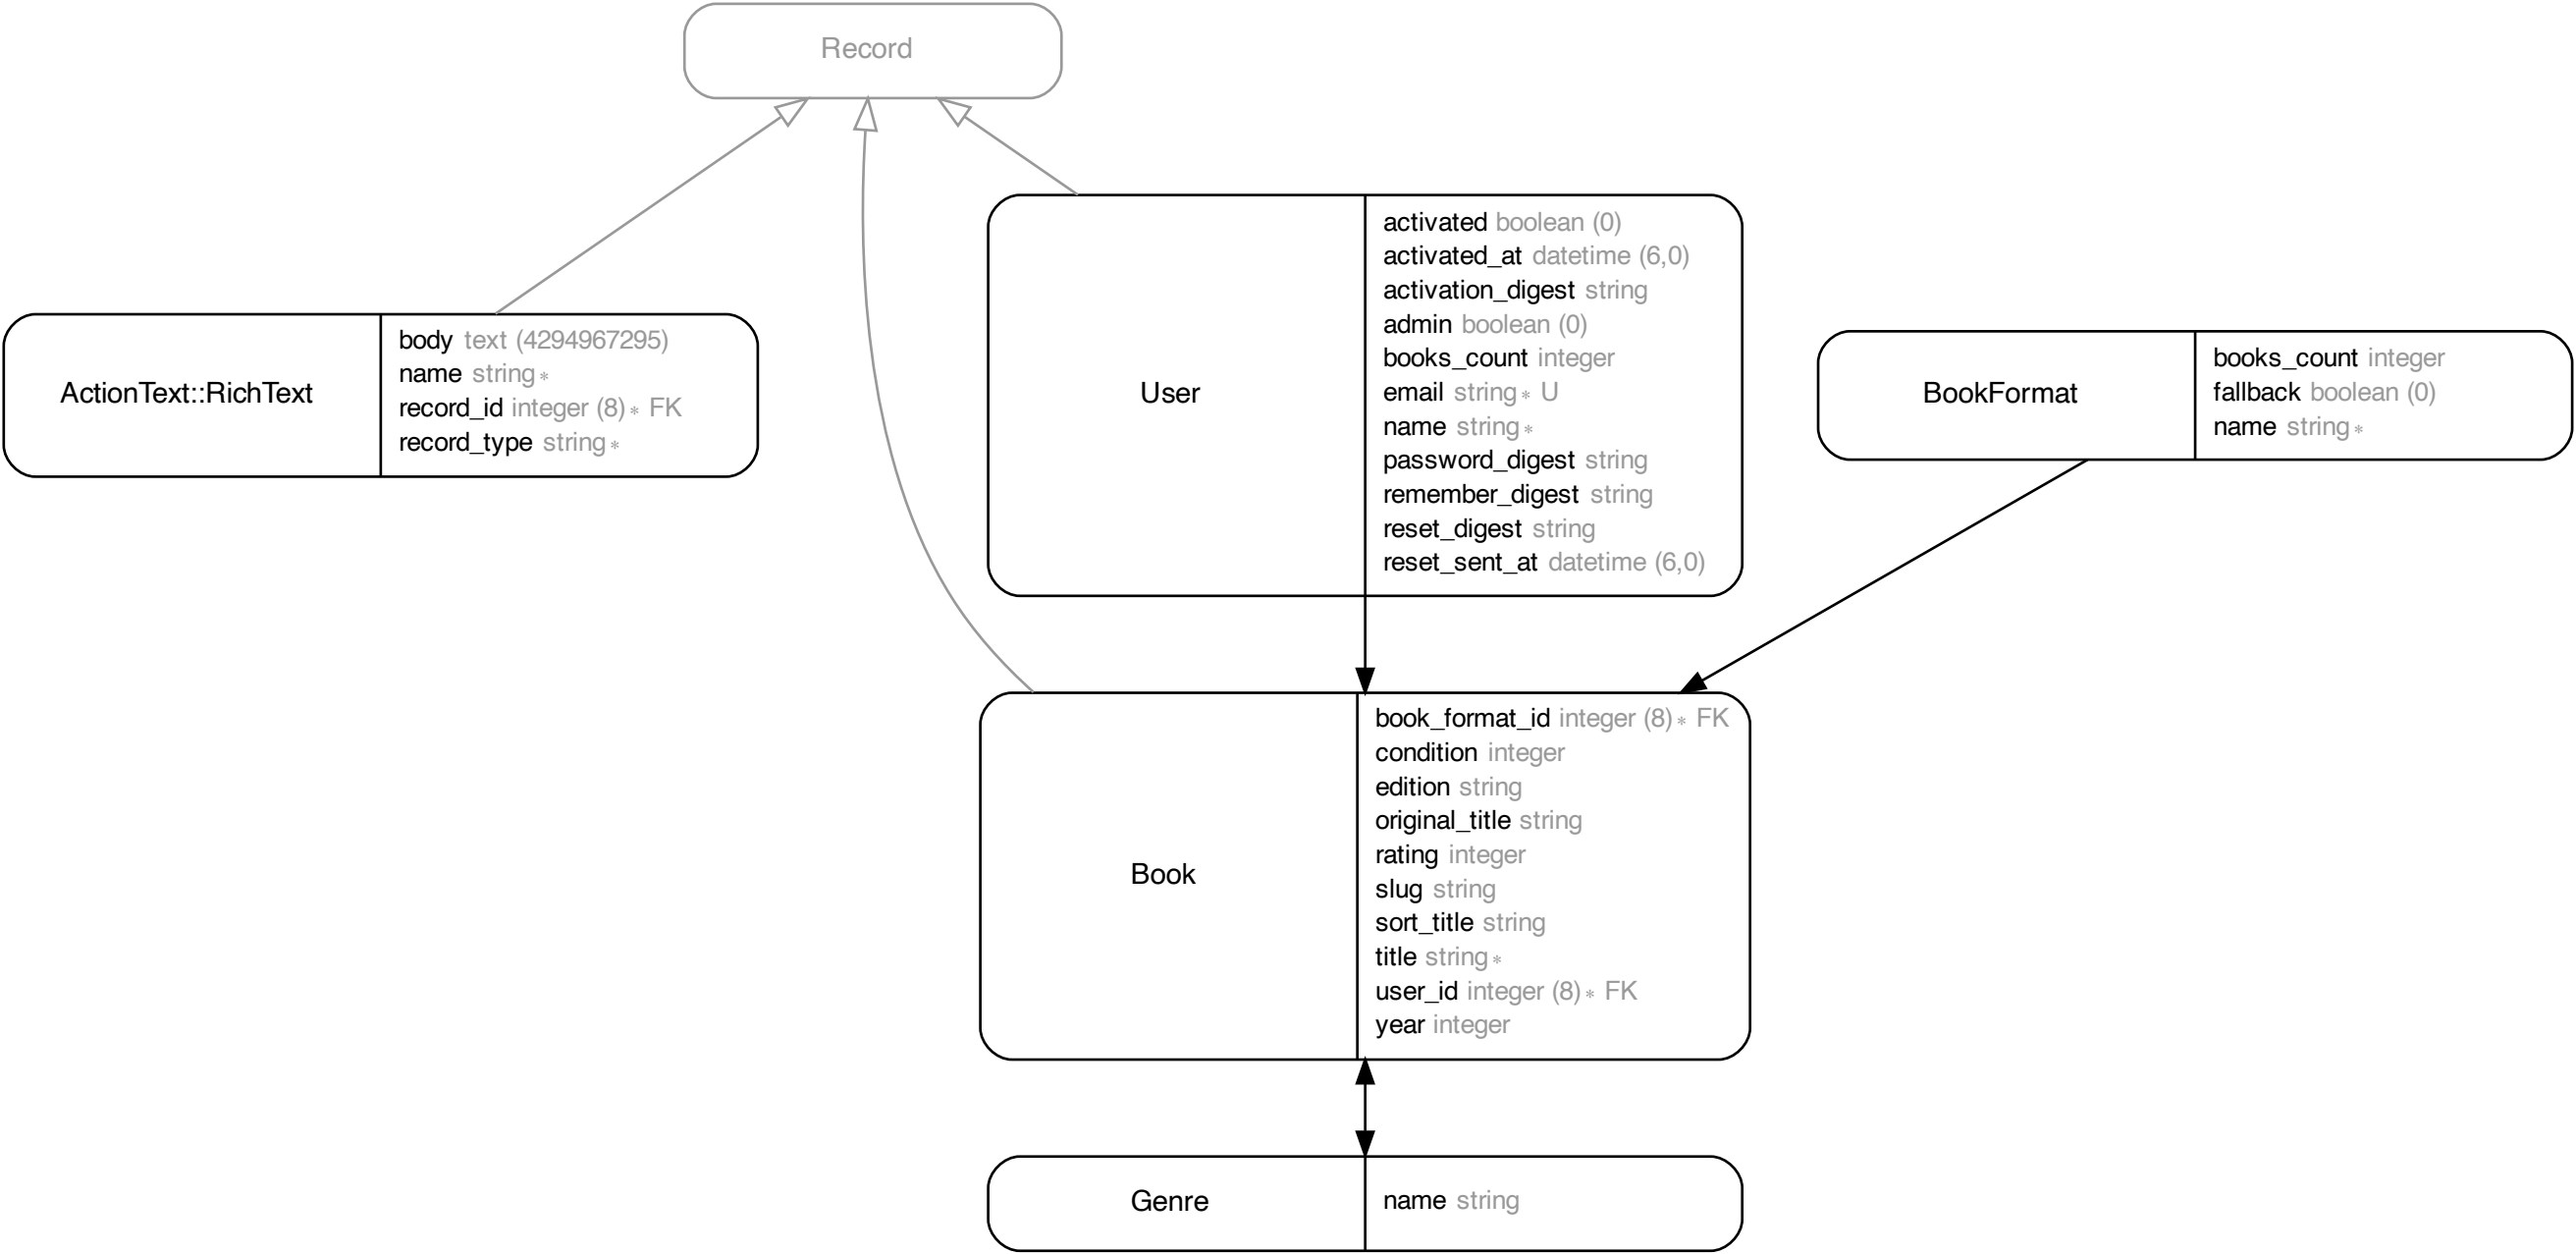 Record
ActionText::RichText
body text (4294967295)
name string*
record_id integer (8)* FK
record_type string*
User
activated boolean (0)
activated_at datetime (6,0)
activation_digest string
admin boolean (0)
books_count integer
email string* U
name string*
password_digest string
remember_digest string
reset_digest string
reset_sent_at datetime (6,0)
BookFormat
books_count integer
fallback boolean (0)
name string*
Book
book_format_id integer (8)* FK
condition integer
edition string
original_title string
rating integer
slug string
sort_title string
title string*
user_id integer (8)* FK
year integer
Genre
name string